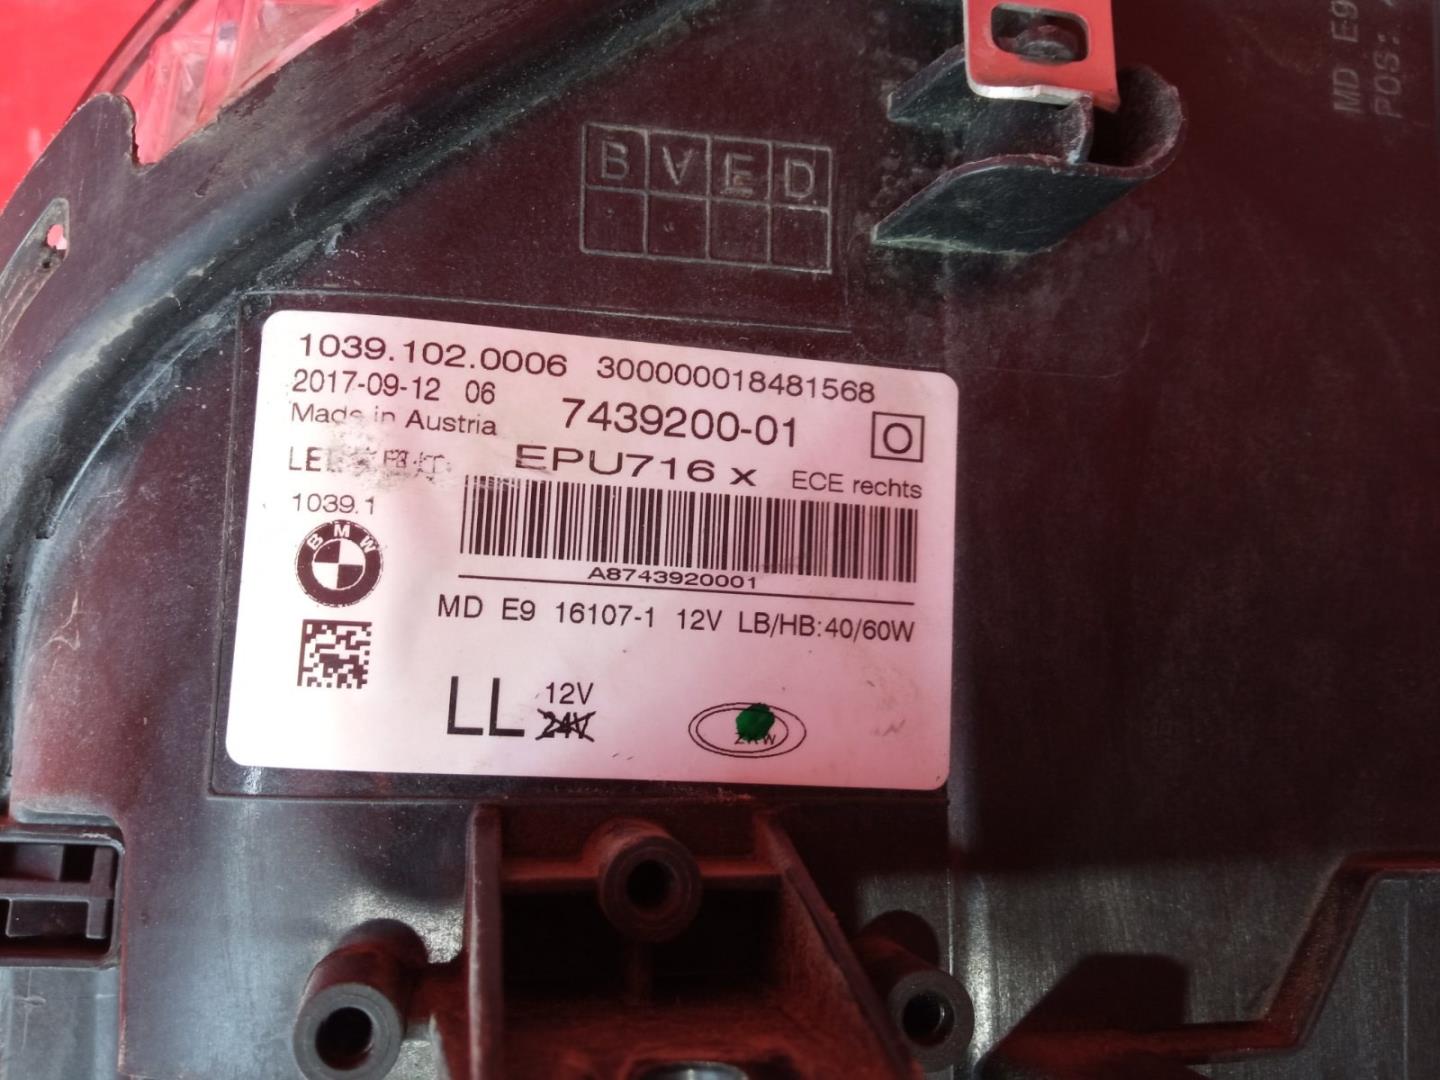 MD E9
POS:
B V E D
1039.102.0006 300000018481568
2017-09-12 06 7439200-01 O
Made in Austria
EPU716 x ECE rechts
1039.1
BMW
A8743920001
MD E9 16107-1 12V LB/HB:40/60W
LL 12V
24V
ZKW